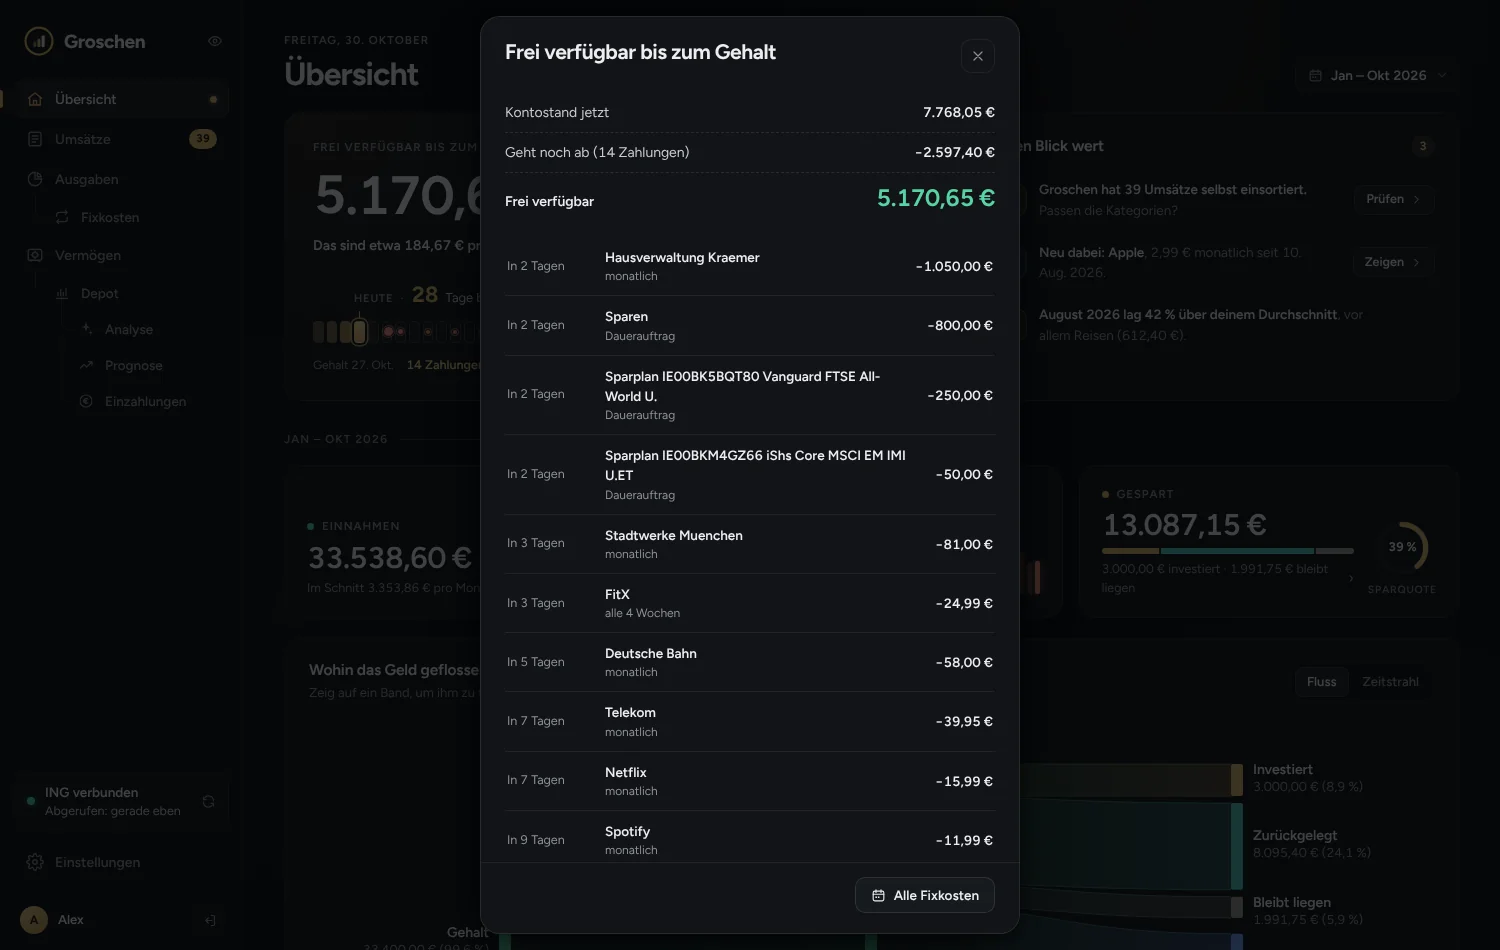 Groschen
Übersicht
Umsätze
39
Ausgaben
Fixkosten
Vermögen
Depot
Analyse
Prognose
Einzahlungen
ING verbunden
Abgerufen: gerade eben
Einstellungen
A
Alex
FREITAG, 30. OKTOBER
Übersicht
Jan – Okt 2026
FREI VERFÜGBAR BIS ZUM
5.170,6
Das sind etwa 184,67 € pr
HEUTE · 28 Tage
Gehalt 27. Okt.
14 Zahlungen
JAN – OKT 2026
EINNAHMEN
33.538,60 €
Im Schnitt 3.353,86 € pro Mon
Wohin das Geld geflosse
Zeig auf ein Band, um ihm zu
Gehalt
33.400,00 € (99,6 %)
Frei verfügbar bis zum Gehalt
Kontostand jetzt
7.768,05 €
Geht noch ab (14 Zahlungen)
−2.597,40 €
Frei verfügbar
5.170,65 €
In 2 Tagen
Hausverwaltung Kraemer
monatlich
−1.050,00 €
In 2 Tagen
Sparen
Dauerauftrag
−800,00 €
In 2 Tagen
Sparplan IE00BK5BQT80 Vanguard FTSE All-
World U.
Dauerauftrag
−250,00 €
In 2 Tagen
Sparplan IE00BKM4GZ66 iShs Core MSCI EM IMI
U.ET
Dauerauftrag
−50,00 €
In 3 Tagen
Stadtwerke Muenchen
monatlich
−81,00 €
In 3 Tagen
FitX
alle 4 Wochen
−24,99 €
In 5 Tagen
Deutsche Bahn
monatlich
−58,00 €
In 7 Tagen
Telekom
monatlich
−39,95 €
In 7 Tagen
Netflix
monatlich
−15,99 €
In 9 Tagen
Spotify
monatlich
−11,99 €
Alle Fixkosten
en Blick wert
3
Groschen hat 39 Umsätze selbst einsortiert.
Passen die Kategorien?
Prüfen
Neu dabei: Apple, 2,99 € monatlich seit 10.
Aug. 2026.
Zeigen
August 2026 lag 42 % über deinem Durchschnitt, vor
allem Reisen (612,40 €).
GESPART
13.087,15 €
3.000,00 € investiert · 1.991,75 € bleibt
liegen
39 %
SPARQUOTE
Fluss
Zeitstrahl
Investiert
3.000,00 € (8,9 %)
Zurückgelegt
8.095,40 € (24,1 %)
Bleibt liegen
1.991,75 € (5,9 %)